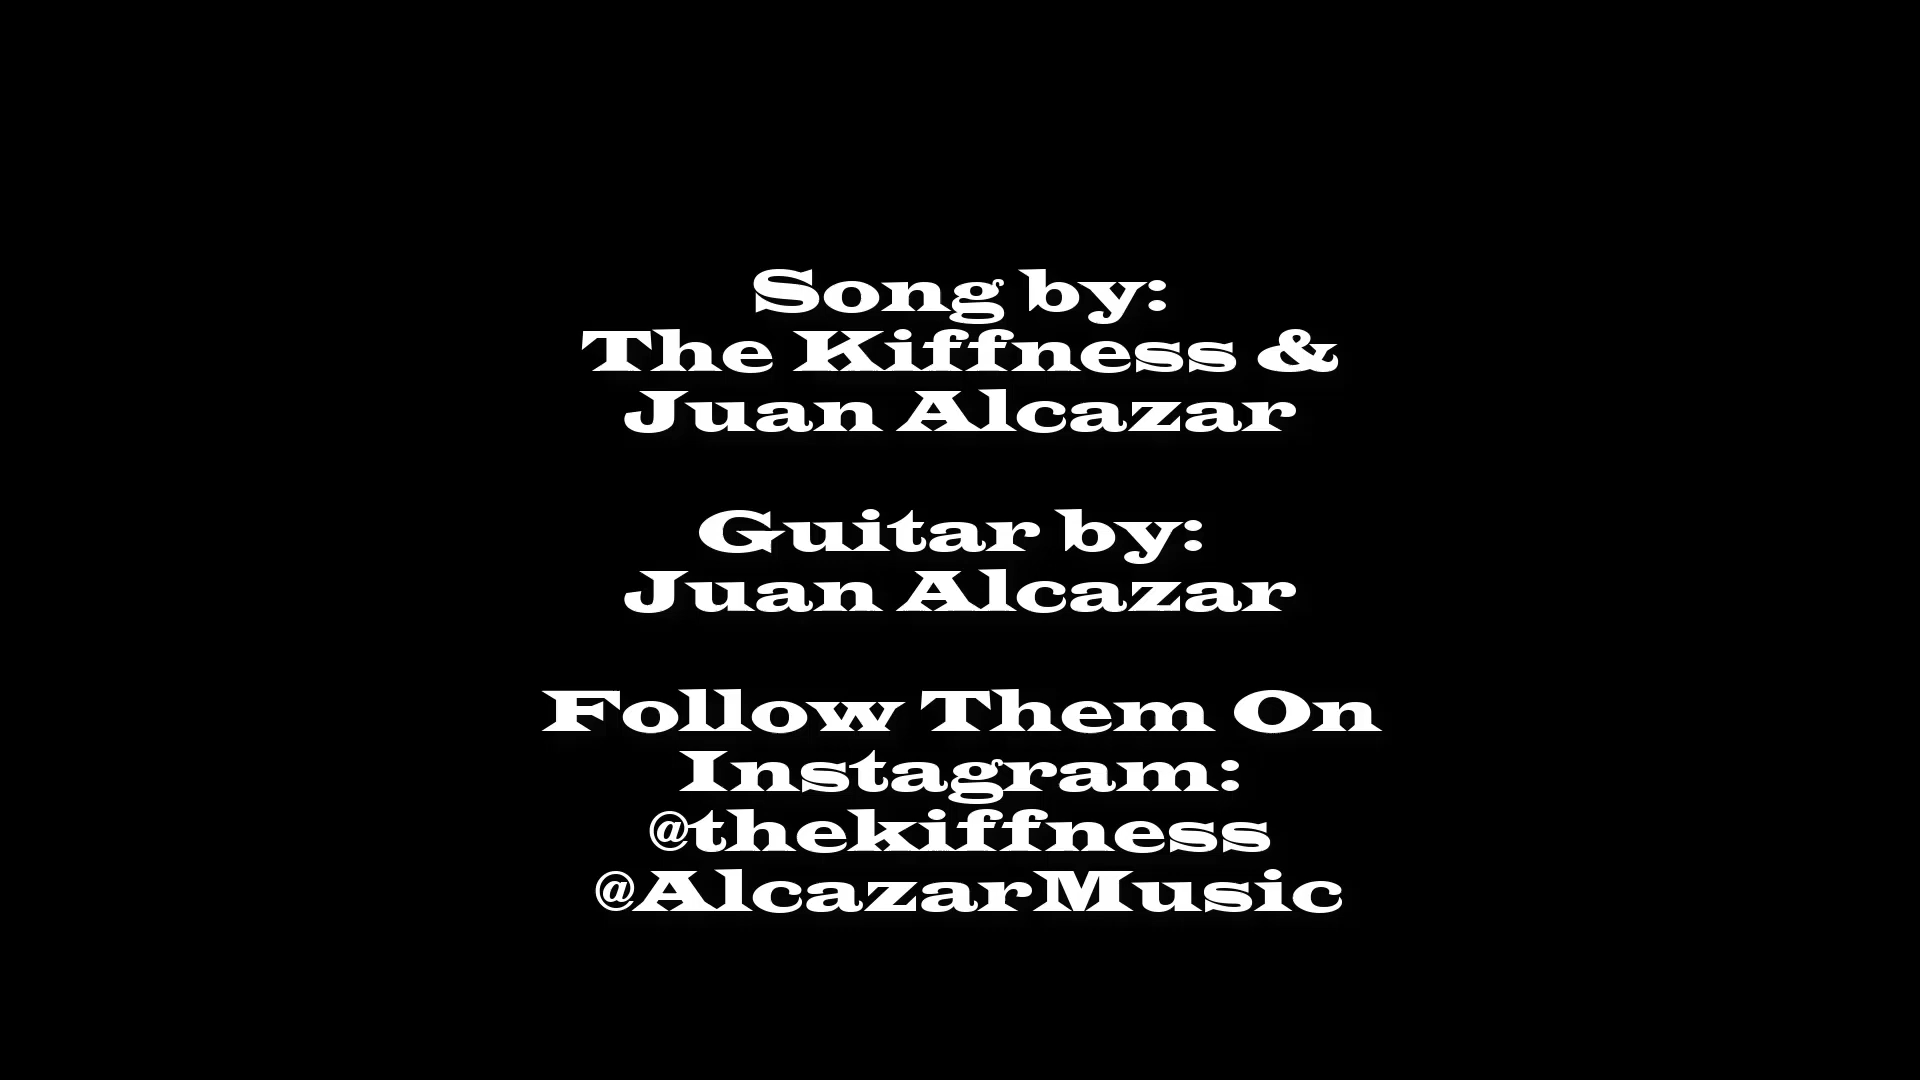 Song by:
The Kiffness &
Juan Alcazar
Guitar by:
Juan Alcazar
Follow Them On
Instagram:
@thekiffness
@AlcazarMusic